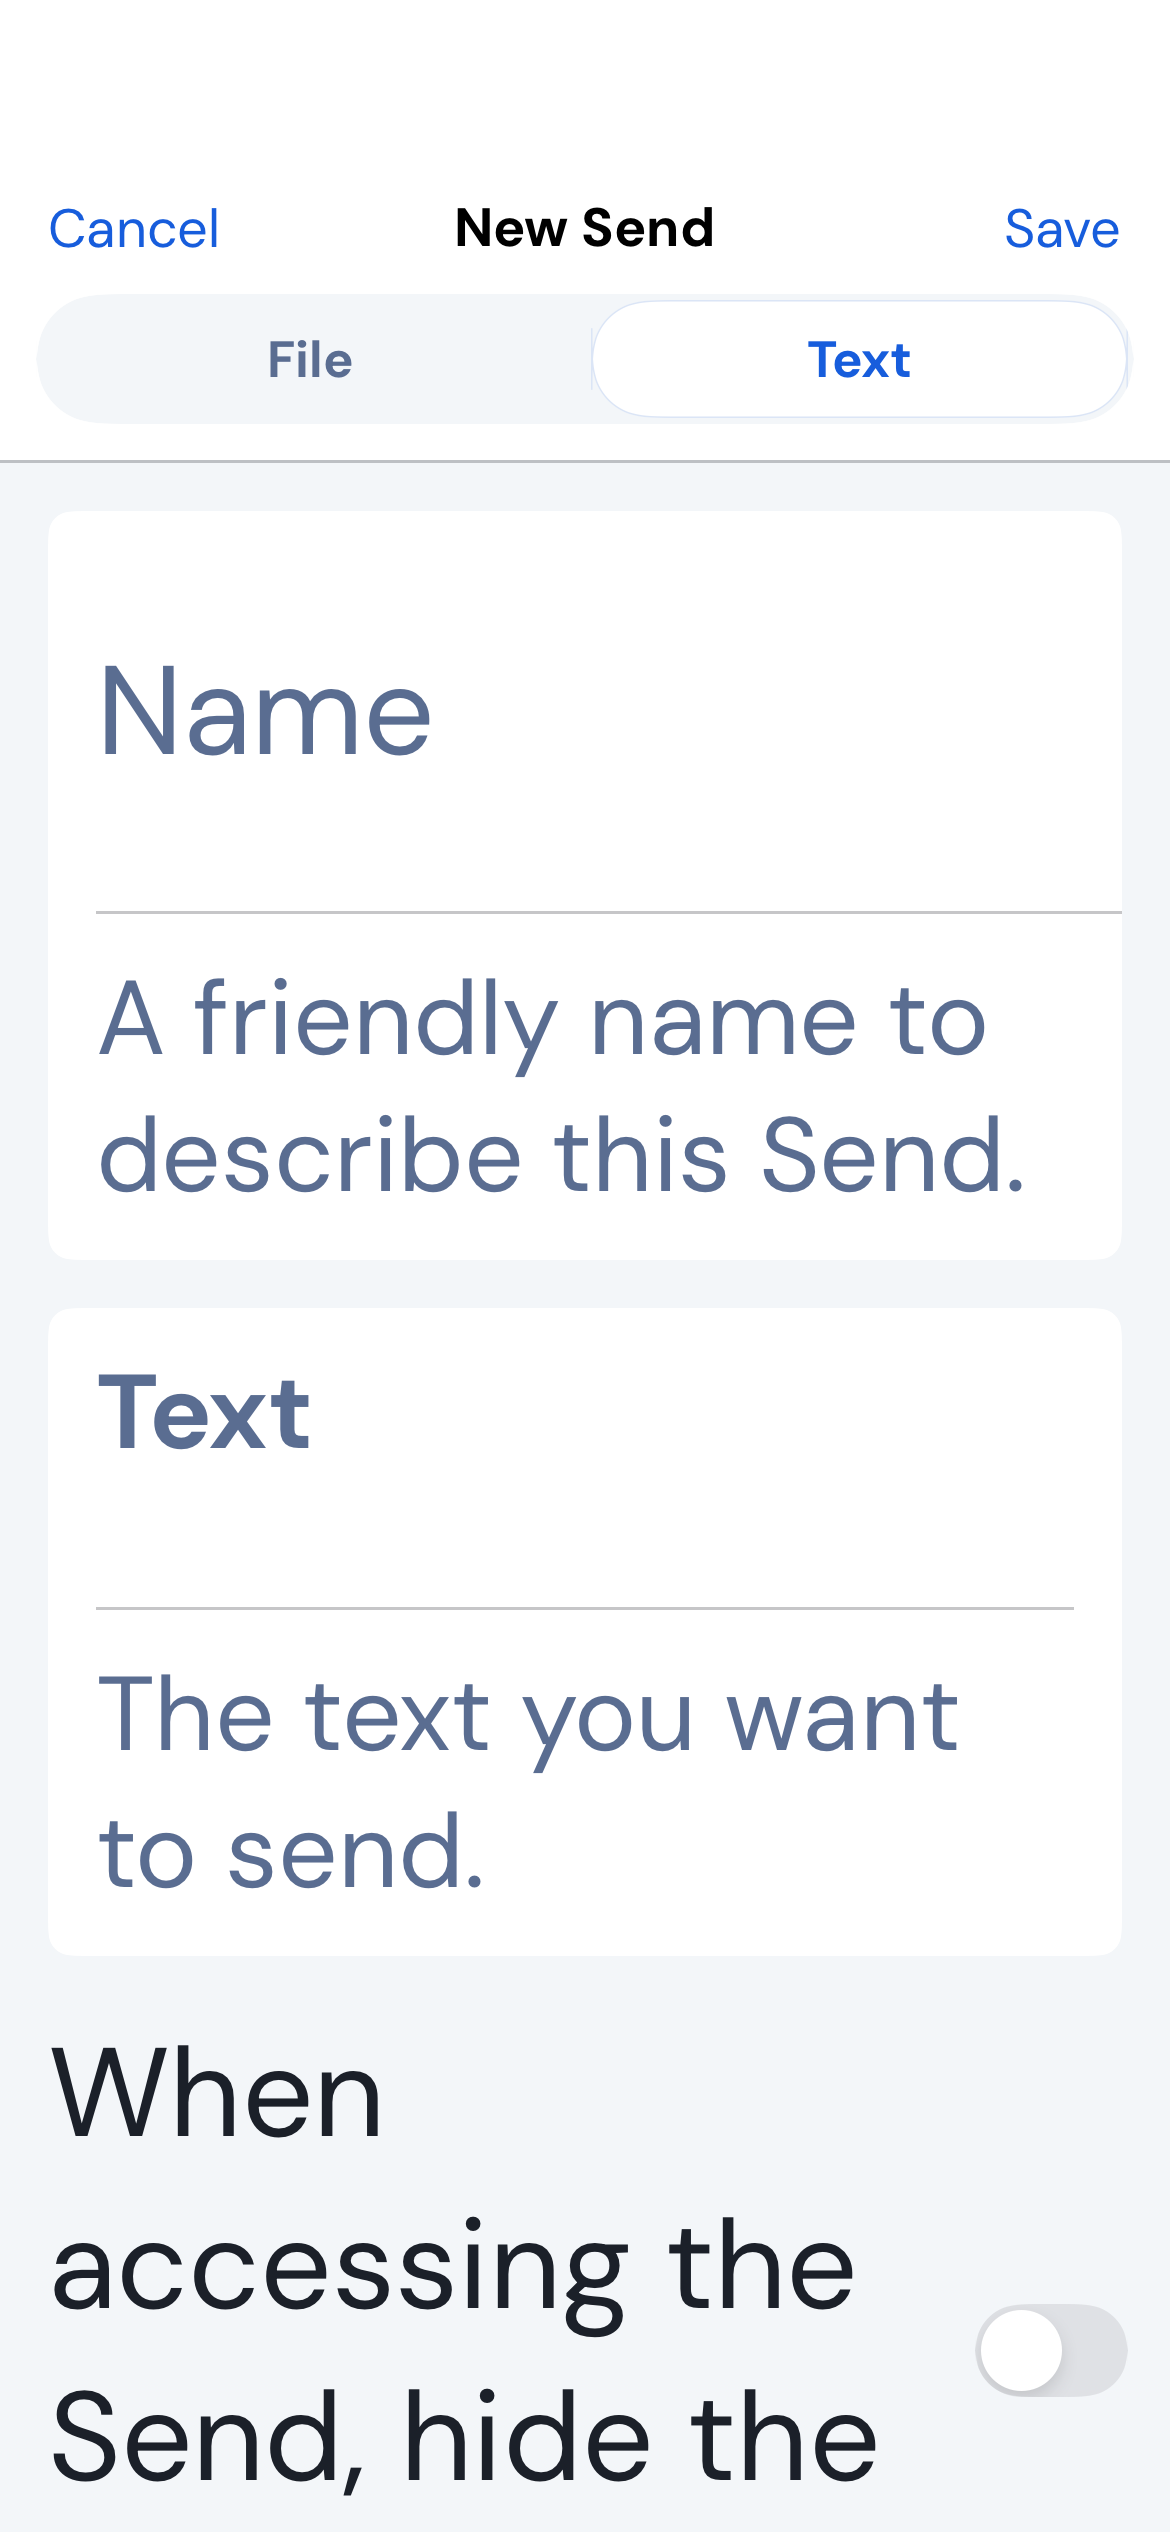 Cancel New Send Save
File Text
Name
A friendly name to
describe this Send.
Text
The text you want
to send.
When
accessing the
Send, hide the